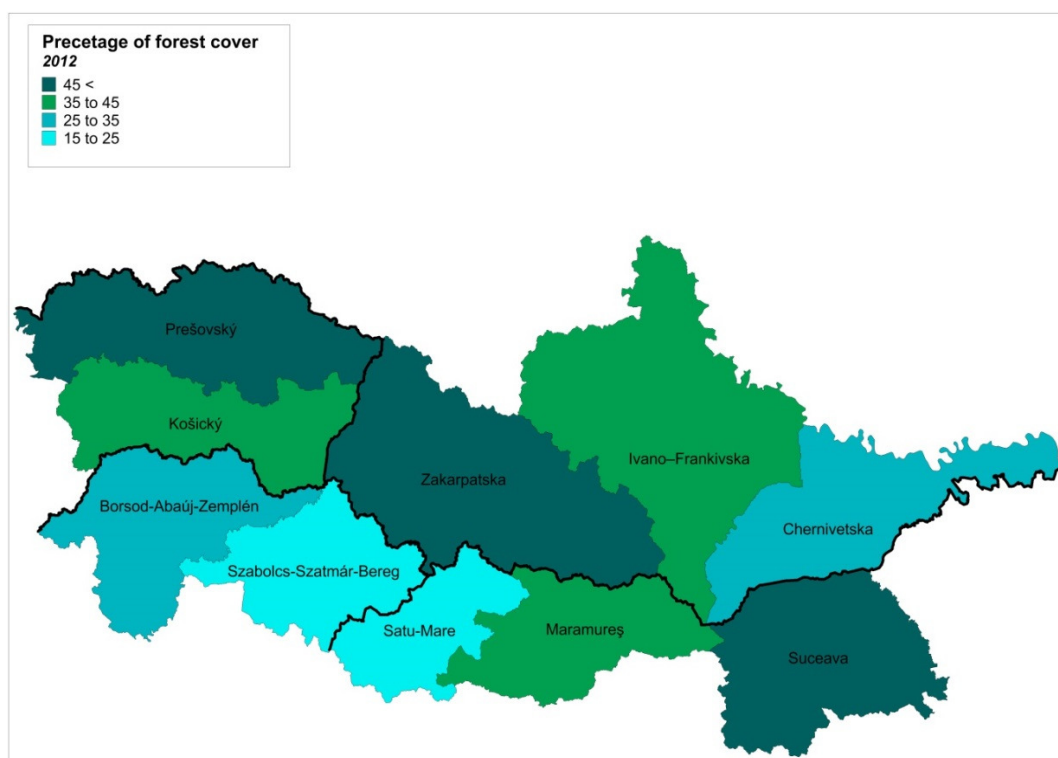 Precetage of forest cover
2012
45 <
35 to 45
25 to 35
15 to 25
Prešovský
Košický
Ivano–Frankivska
Zakarpatska
Borsod-Abaúj-Zemplén
Chernivetska
Szabolcs-Szatmár-Bereg
Satu-Mare
Maramureş
Suceava